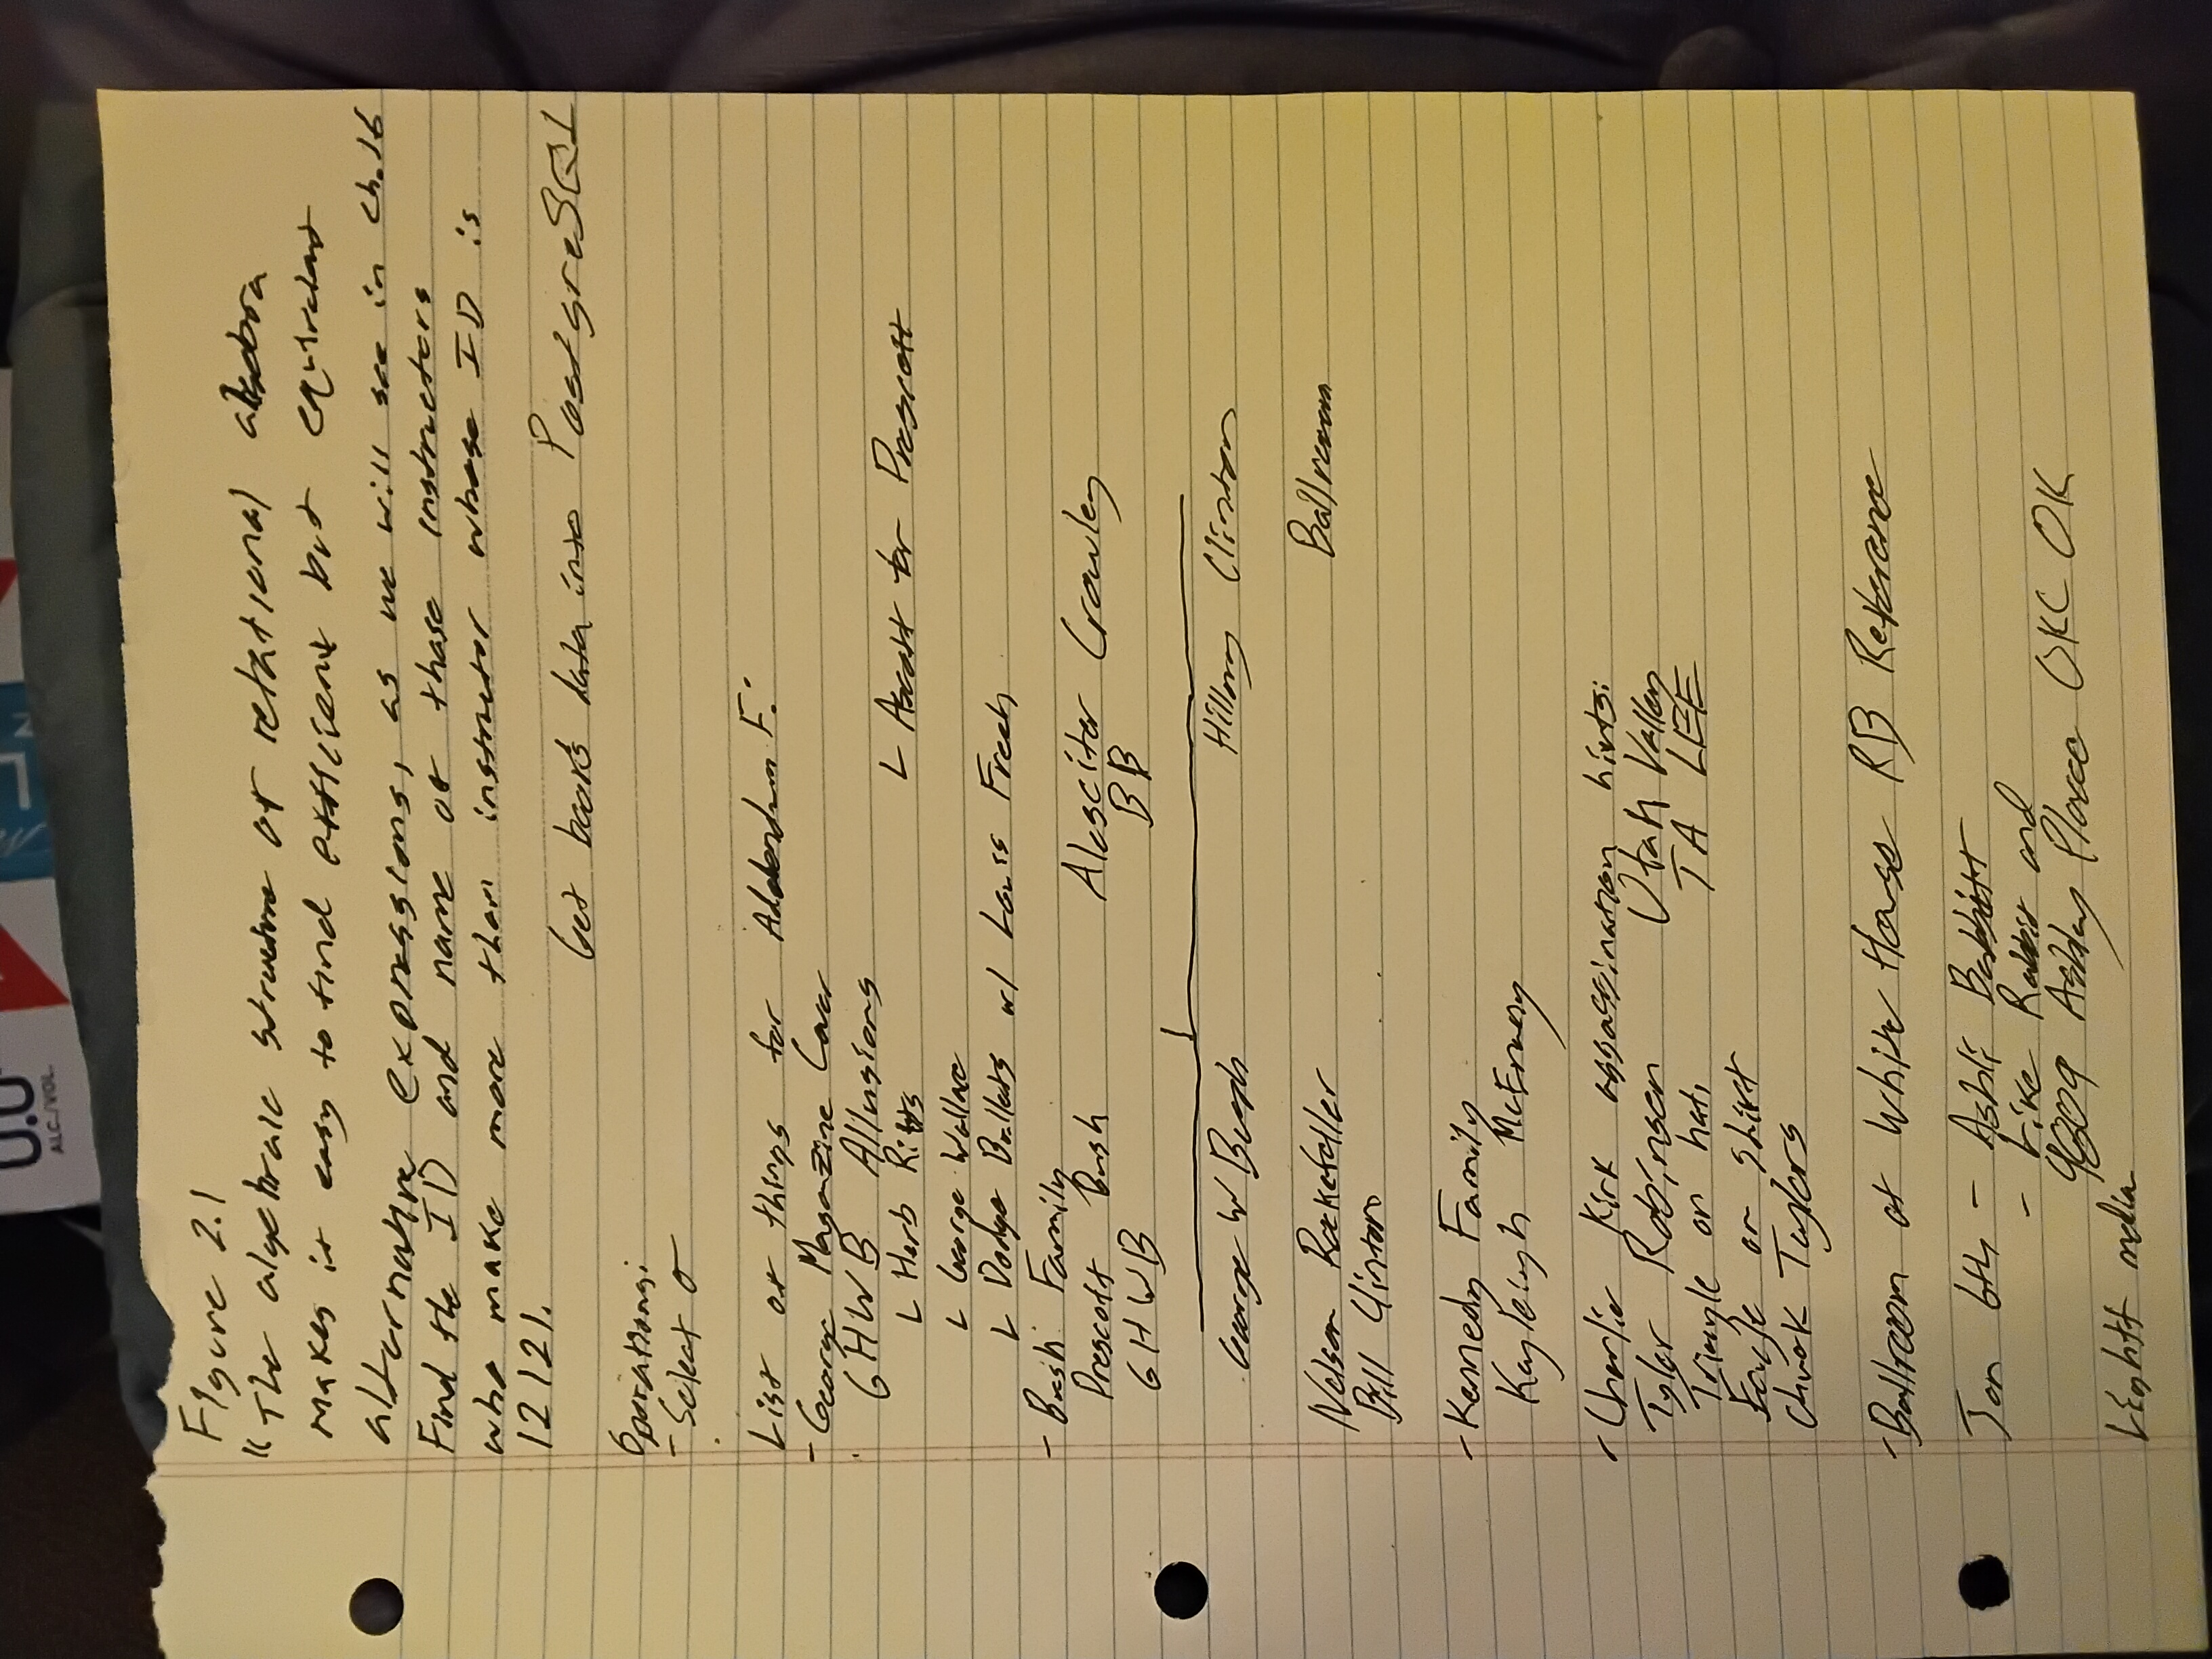 0.0
ALC./VOL.
Figure 2.1
"The algebraic structure of relational algebra
makes it easy to find efficient but equivalent
alternative expressions, as we will see in Ch.16
Find the ID and name of those instructors
who make more than instructor whose ID is
12121.
Get book's data into PostgreSQL
Operations:
- Select σ
List of things for Addendum F:
- George Magazine Cover
GHWB Allusions
L Herb Ritts
L Ascott for Prescott
L George Wallace
L Dodge Bullets w/ Louis Freeh
- Bush Family
Prescott Bush
Alesciter Crowley
GHWB
BB
George W Bush
Hillary Clinton
Nelson Rockefeller
Ballroom
Bill Clinton
- Kennedy Family
Kayleigh McEnany
- Charlie Kirk assassination hints:
Tyler Robinson
Utah Valley
Triangle on hat,
TA LEE
Eagle on shirt
Chuck Taylors
- Ballroom at White House RB Reference
Jan 6th - Ashli Babbitt
- Like Rabbit and
9809 Ashley Place OKC OK
Lightt media